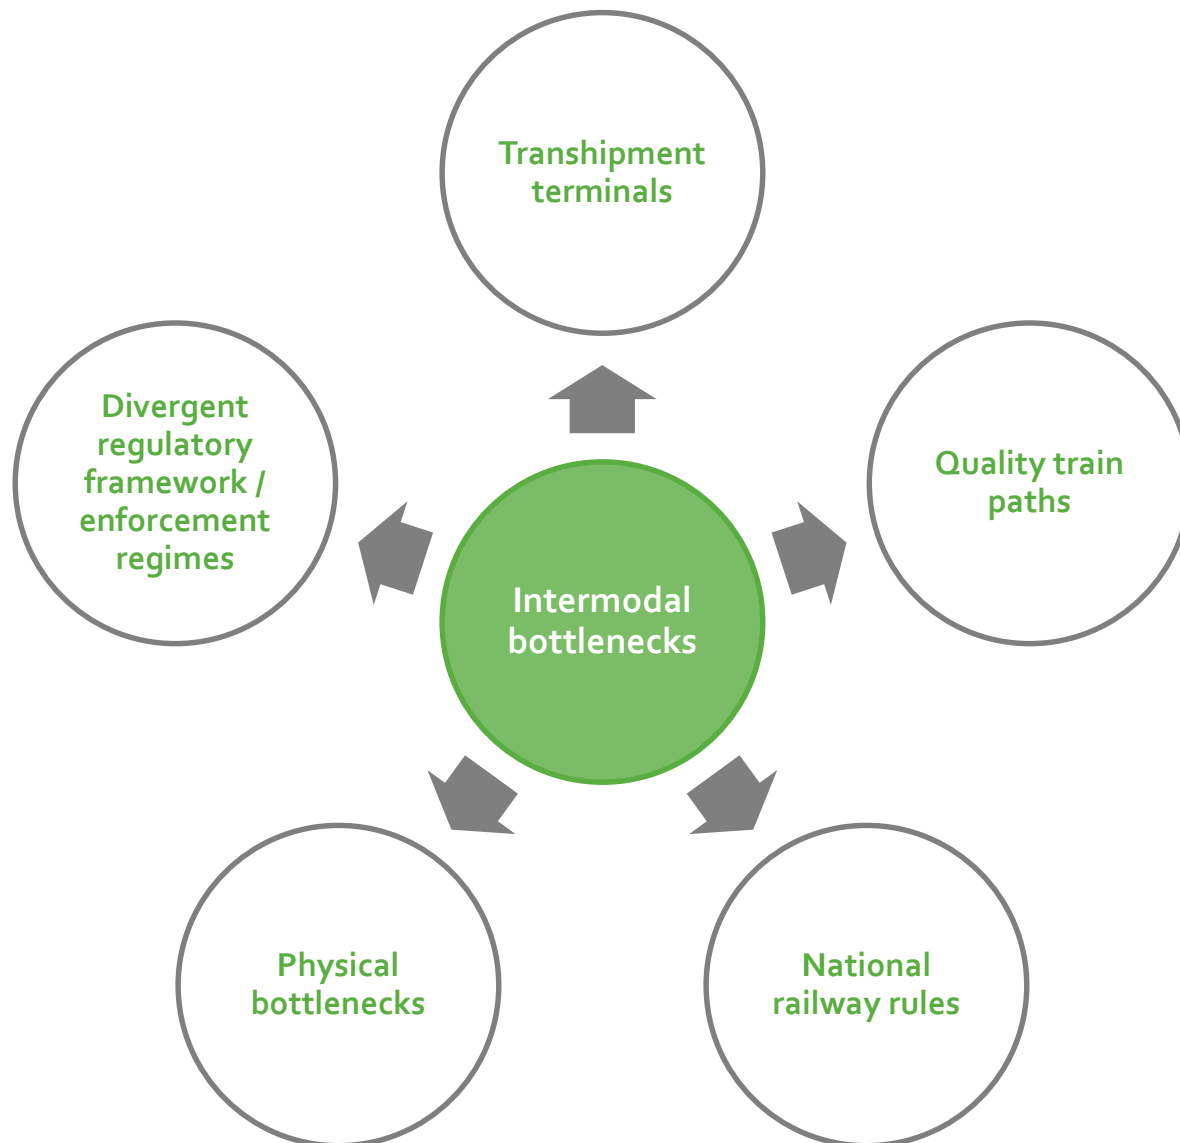 Transhipment
terminals
Divergent
regulatory
framework /
enforcement
regimes
Quality train
paths
Intermodal
bottlenecks
Physical
bottlenecks
National
railway rules